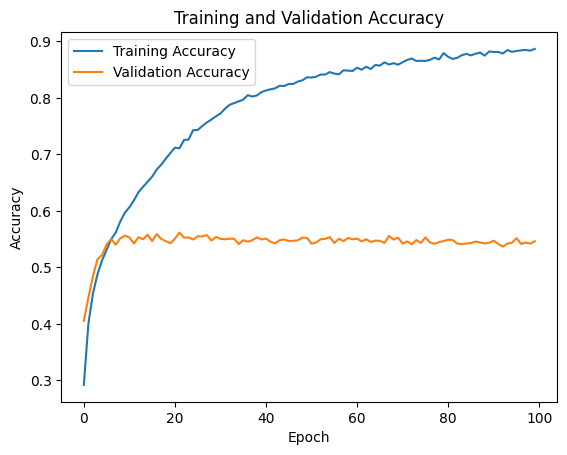 Training and Validation Accuracy
Training Accuracy
Validation Accuracy
0.9
0.8
0.7
0.6
0.5
0.4
0.3
Accuracy
0 20 40 60 80 100
Epoch